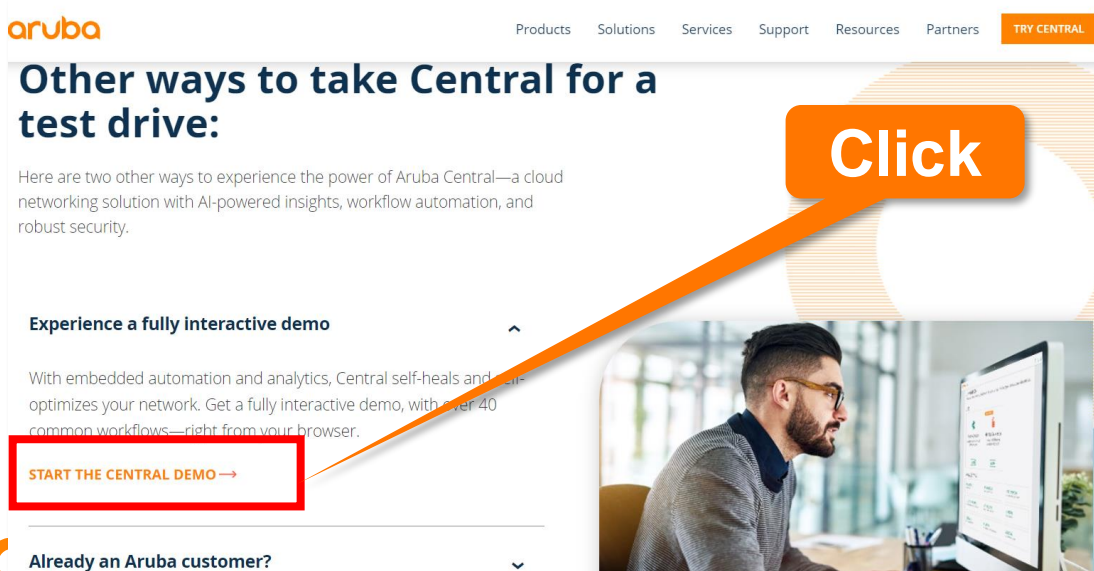 aruba
Products Solutions Services Support Resources Partners TRY CENTRAL
Other ways to take Central for a
test drive:
Click
Here are two other ways to experience the power of Aruba Central—a cloud
networking solution with AI-powered insights, workflow automation, and
robust security.
Experience a fully interactive demo
With embedded automation and analytics, Central self-heals and self-
optimizes your network. Get a fully interactive demo, with over 40
common workflows—right from your browser.
START THE CENTRAL DEMO→
Already an Aruba customer?